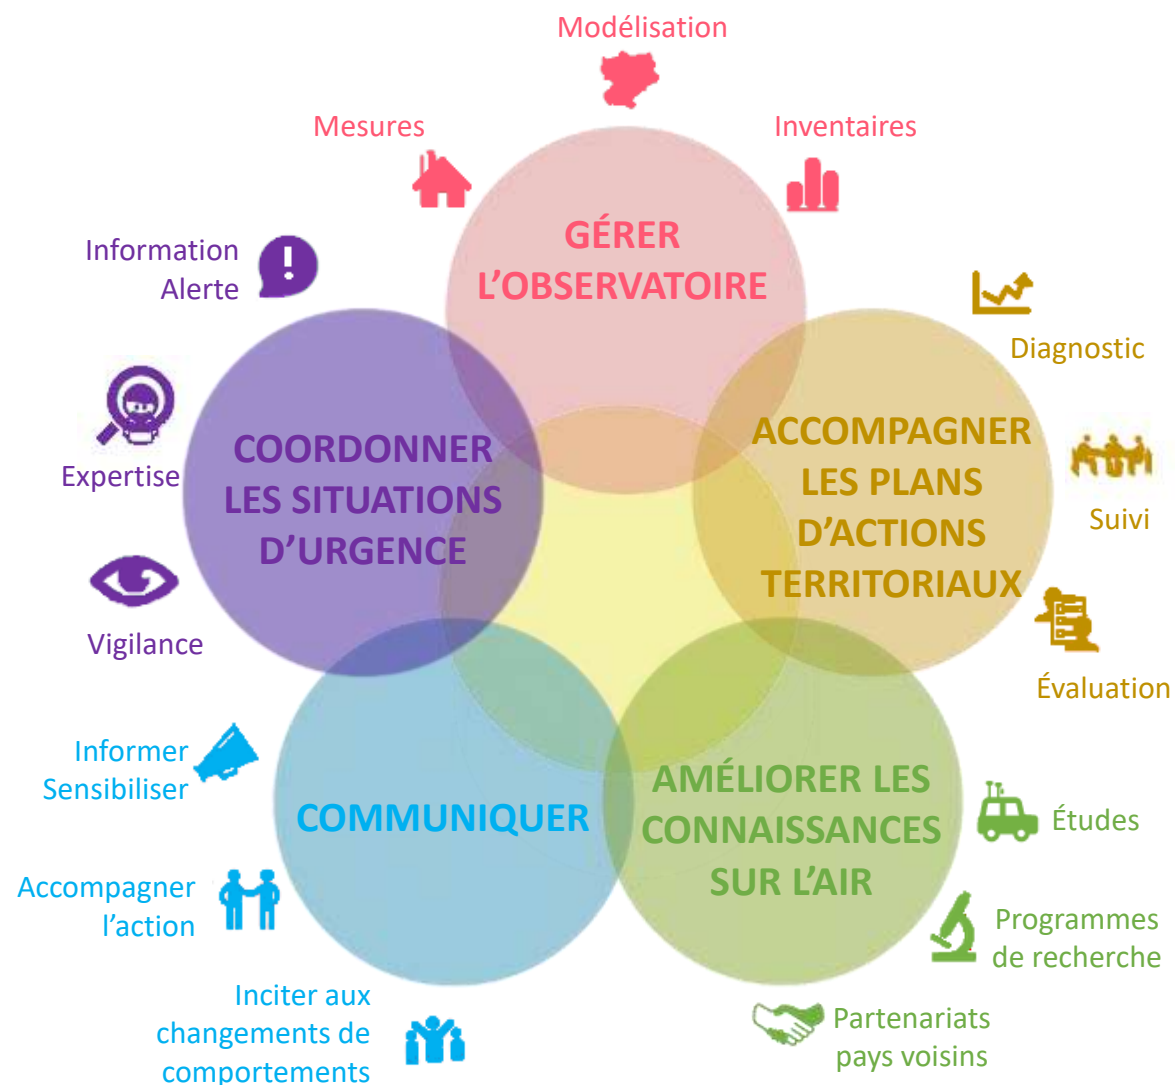 Modélisation
Mesures
Inventaires
GÉRER
L’OBSERVATOIRE
Information
Alerte
Expertise
Vigilance
COORDONNER
LES SITUATIONS
D’URGENCE
Diagnostic
Suivi
Évaluation
ACCOMPAGNER
LES PLANS
D’ACTIONS
TERRITORIAUX
Informer
Sensibiliser
Accompagner
l’action
Inciter aux
changements de
comportements
COMMUNIQUER
AMÉLIORER LES
CONNAISSANCES
SUR L’AIR
Études
Programmes
de recherche
Partenariats
pays voisins